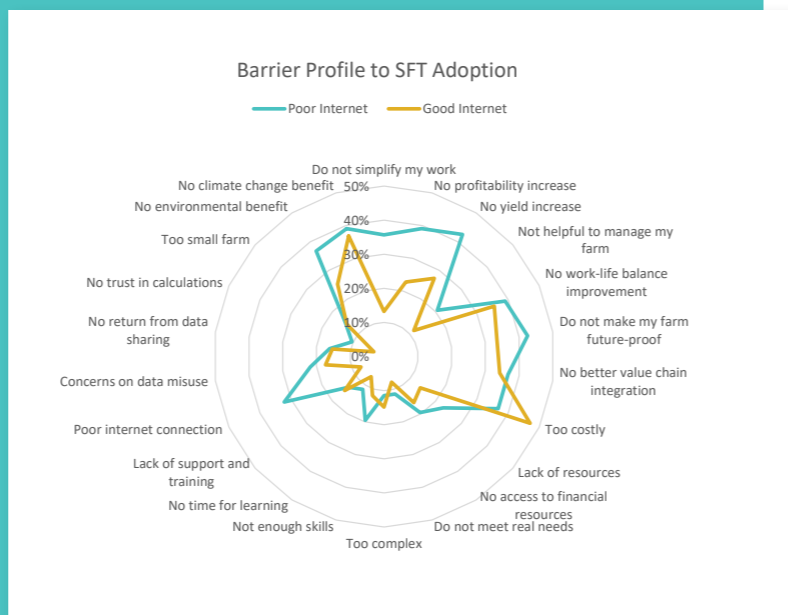 Barrier Profile to SFT Adoption
Poor Internet
Good Internet
Do not simplify my work
No climate change benefit
50%
No profitability increase
No environmental benefit
No yield increase
40%
Too small farm
Not helpful to manage my
farm
30%
No trust in calculations
No work-life balance
improvement
20%
No return from data
sharing
Do not make my farm
future-proof
10%
0%
Concerns on data misuse
No better value chain
integration
Poor internet connection
Too costly
Lack of support and
training
Lack of resources
No time for learning
No access to financial
resources
Not enough skills
Do not meet real needs
Too complex